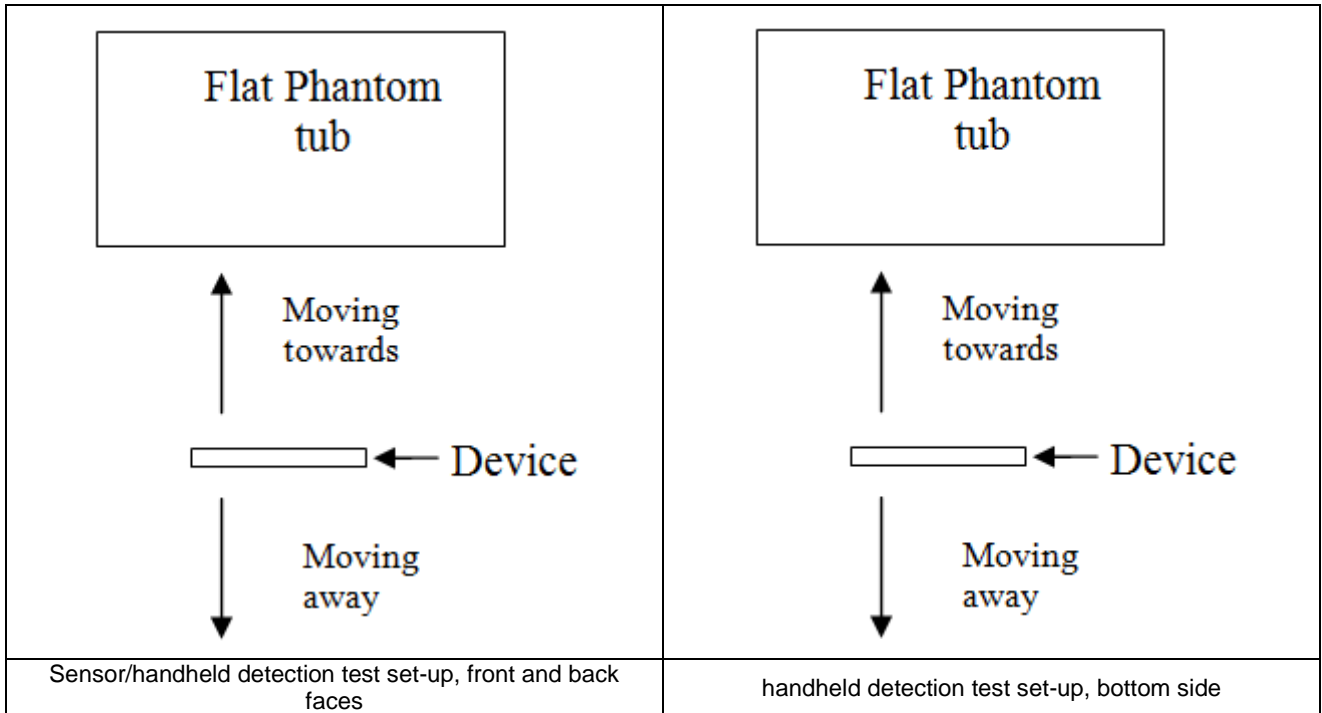 Flat Phantom
tub
Moving
towards
Device
Moving
away
Sensor/handheld detection test set-up, front and back
faces
Flat Phantom
tub
Moving
towards
Device
Moving
away
handheld detection test set-up, bottom side